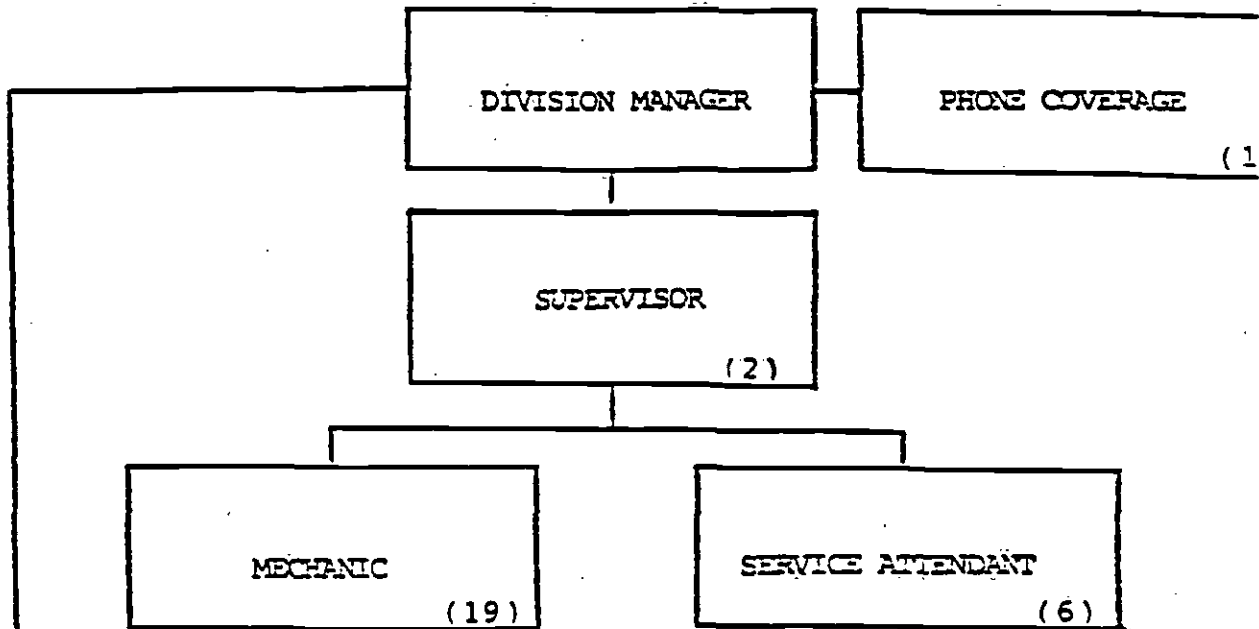 DIVISION MANAGER
PHONE COVERAGE
(1
SUPERVISOR
(2)
MECHANIC
(19)
SERVICE ATTENDANT
(6)